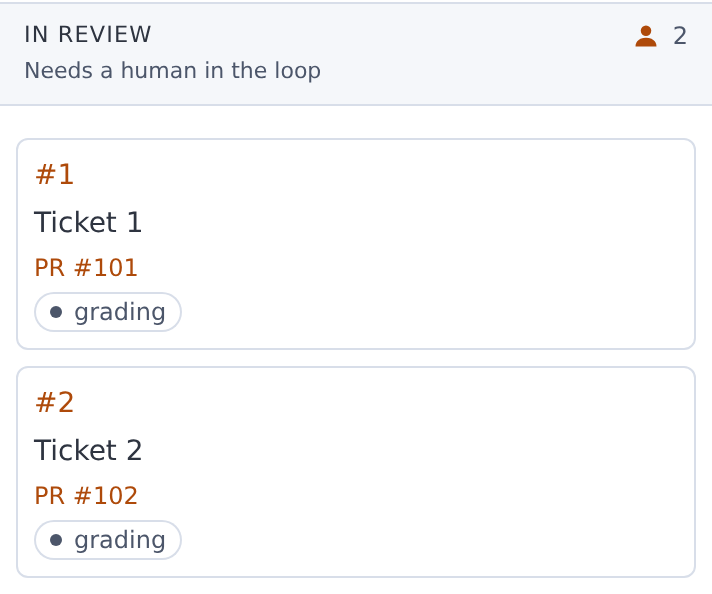 IN REVIEW
2
Needs a human in the loop
#1
Ticket 1
PR #101
grading
#2
Ticket 2
PR #102
grading